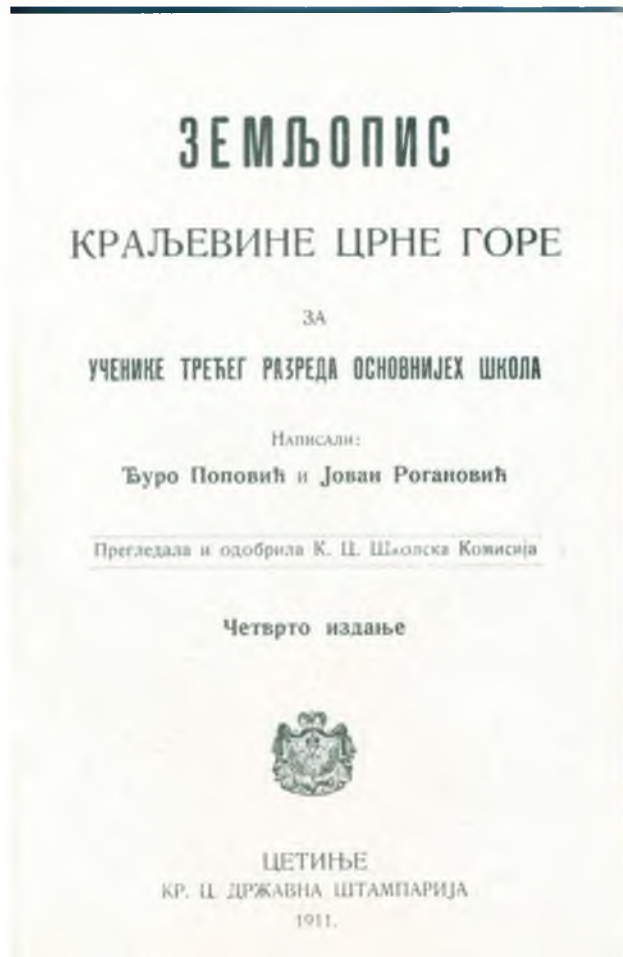 ЗЕМЉОПИС
КРАЉЕВИНЕ ЦРНЕ ГОРЕ
ЗА
УЧЕНИКЕ ТРЕЋЕГ РАЗРЕДА ОСНОВНИЈЕХ ШКОЛА
НАПИСАЛИ:
Ђуро Поповић и Јован Рогановић
Прегледала и одобрила К. Ц. Школска Комисија
Четврто издање
ЦЕТИЊЕ
КР. Ц. ДРЖАВНА ШТАМПАРИЈА
1911.